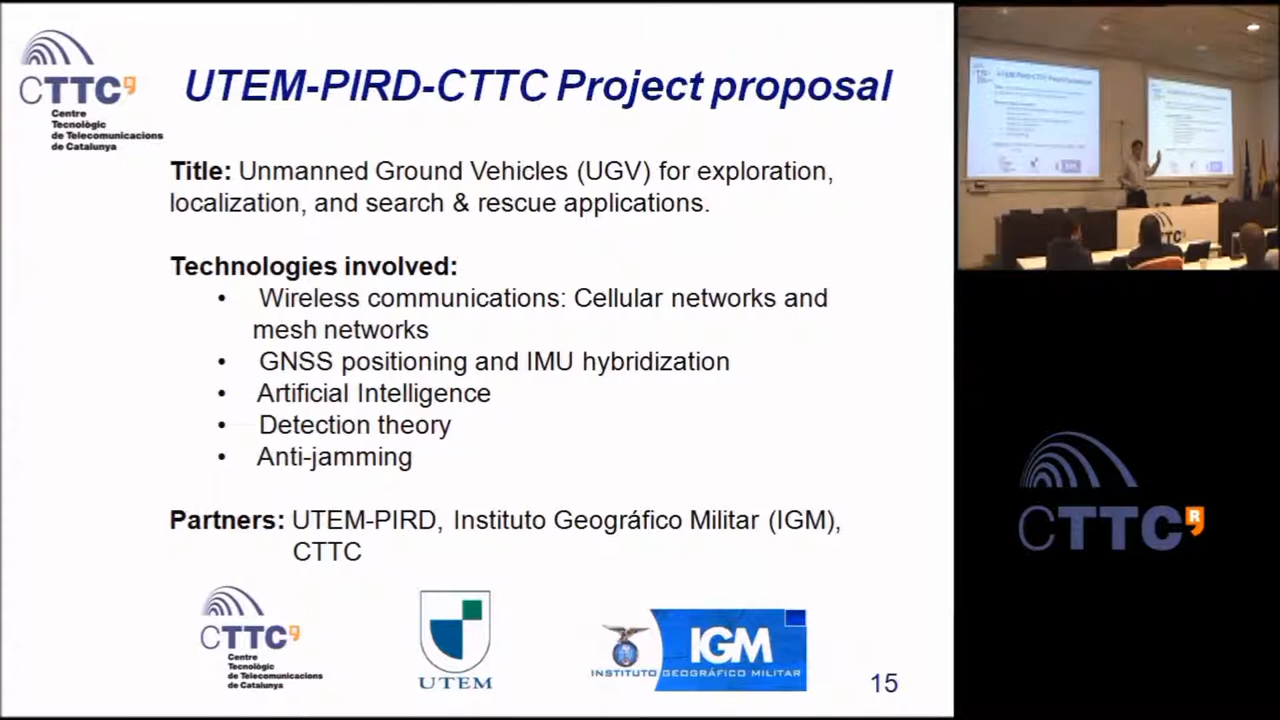 CTTC
Centre
Tecnològic
de Telecomunicacions
de Catalunya
UTEM-PIRD-CTTC Project proposal
Title: Unmanned Ground Vehicles (UGV) for exploration,
localization, and search & rescue applications.
Technologies involved:
• Wireless communications: Cellular networks and
mesh networks
• GNSS positioning and IMU hybridization
• Artificial Intelligence
• Detection theory
• Anti-jamming
Partners: UTEM-PIRD, Instituto Geográfico Militar (IGM),
CTTC
CTTC
Centre
Tecnològic
de Telecomunicacions
de Catalunya
UTEM
IGM
INSTITUTO GEOGRÁFICO MILITAR
15
CTTC
CTTC R